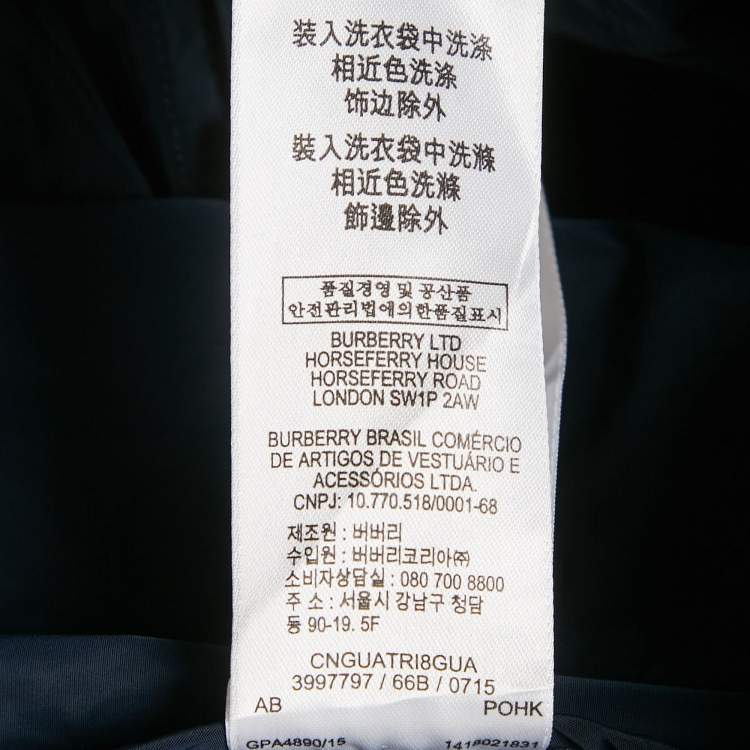 装入洗衣袋中洗涤
相近色洗涤
饰边除外
裝入洗衣袋中洗滌
相近色洗滌
飾邊除外
품질경영 및 공산품
안전관리법에의한품질표시
BURBERRY LTD
HORSEFERRY HOUSE
HORSEFERRY ROAD
LONDON SW1P 2AW
BURBERRY BRASIL COMÉRCIO
DE ARTIGOS DE VESTUÁRIO E
ACESSÓRIOS LTDA.
CNPJ: 10.770.518/0001-68
제조원 : 버버리
수입원 : 버버리코리아㈜
소비자상담실 : 080 700 8800
주 소 : 서울시 강남구 청담
동 90-19. 5F
CNGUATRI8GUA
3997797 / 66B / 0715
AB POHK
GPA4890/15 1418021831